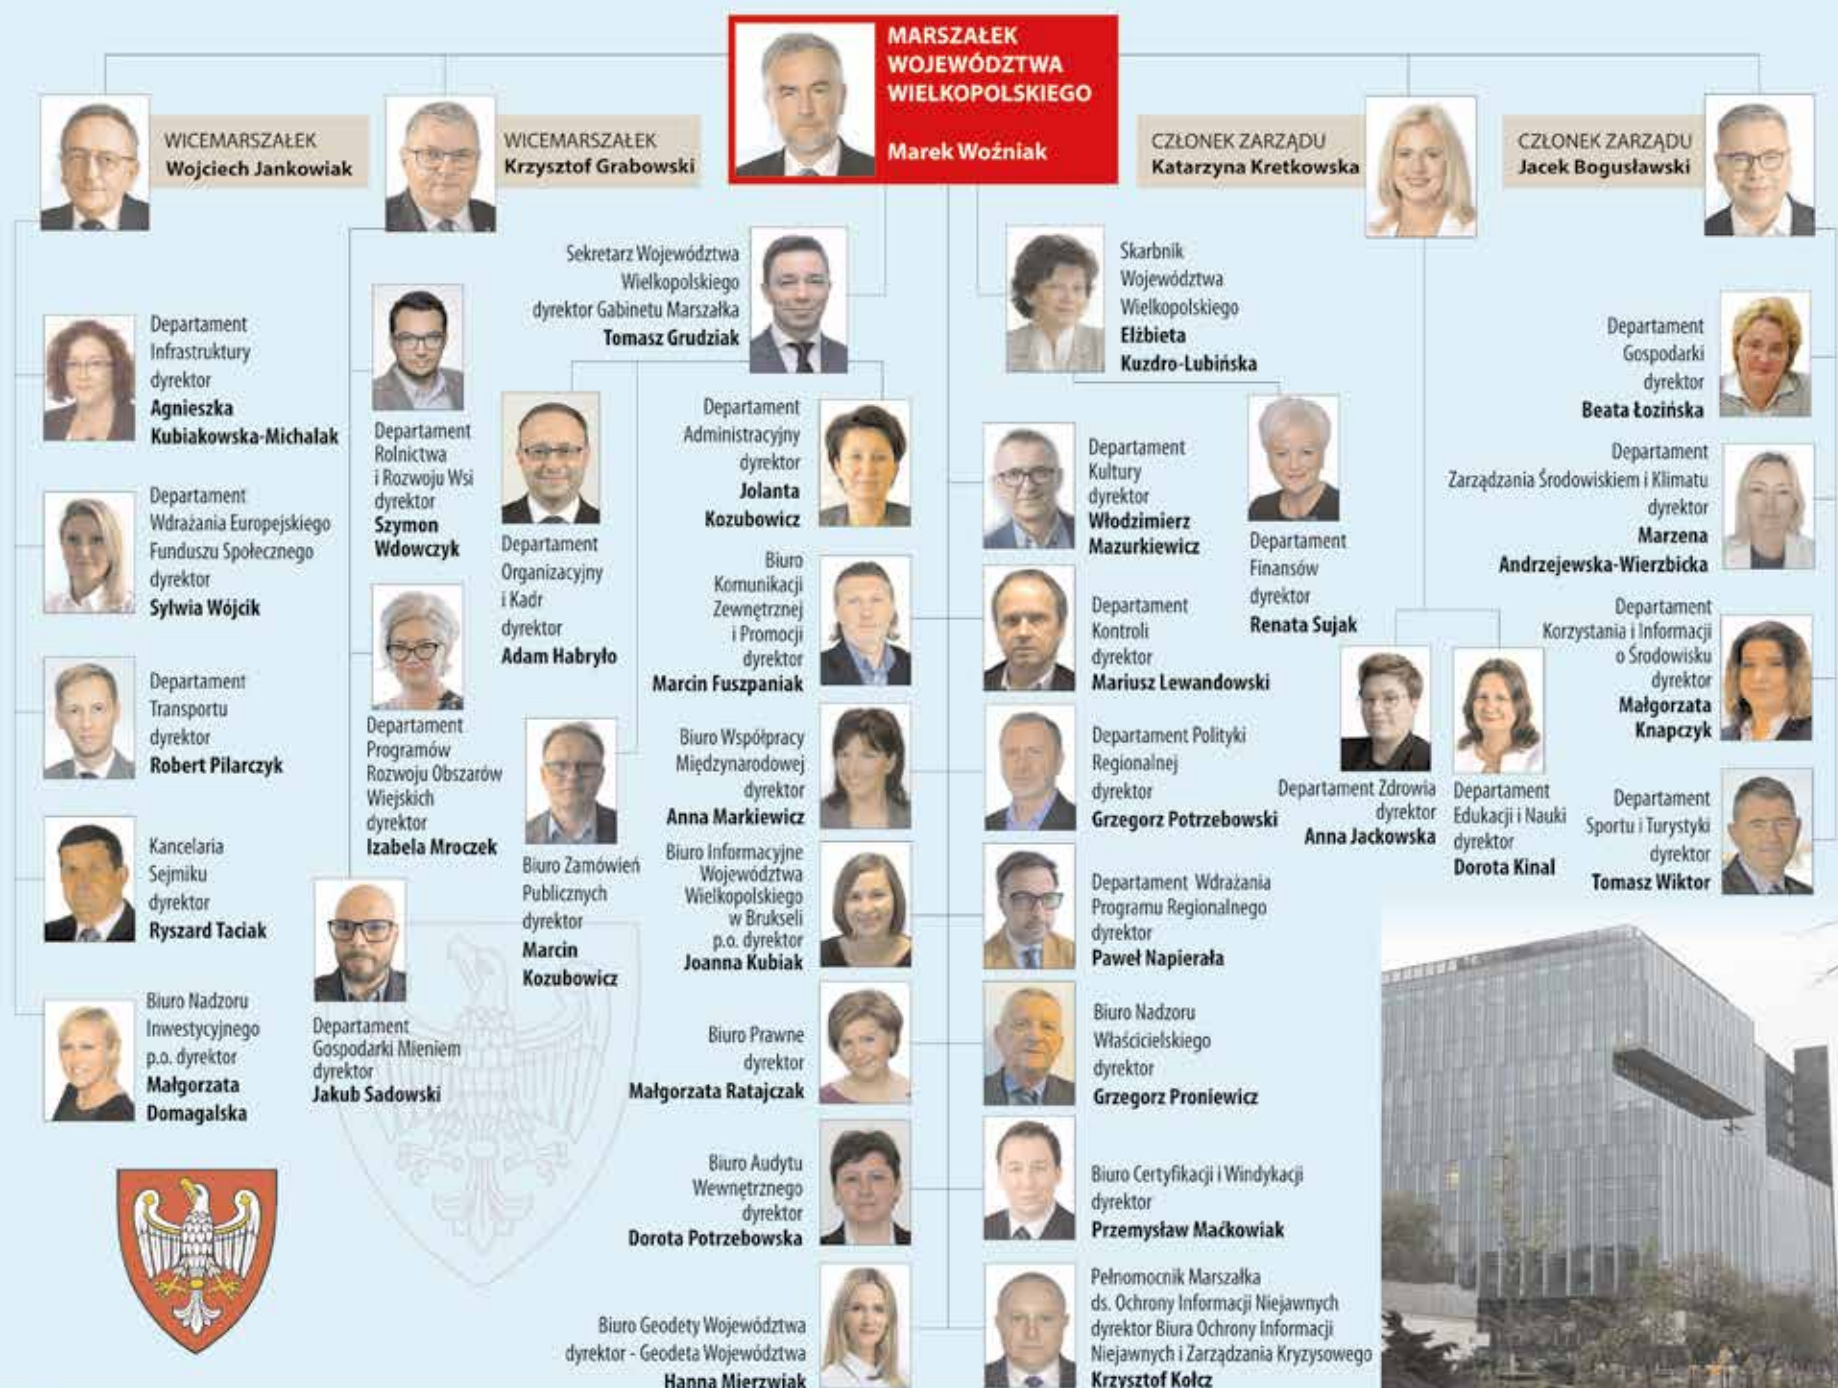 MARSZAŁEK
WOJEWÓDZTWA
WIELKOPOLSKIEGO
Marek Woźniak
WICEMARSZAŁEK
Wojciech Jankowiak
WICEMARSZAŁEK
Krzysztof Grabowski
CZŁONEK ZARZĄDU
Katarzyna Kretkowska
CZŁONEK ZARZĄDU
Jacek Bogusławski
Departament
Infrastruktury
dyrektor
Agnieszka
Kubiakowska-Michalak
Departament
Wdrażania Europejskiego
Funduszu Społecznego
dyrektor
Sylwia Wójcik
Departament
Transportu
dyrektor
Robert Pilarczyk
Kancelaria
Sejmiku
dyrektor
Ryszard Taciak
Biuro Nadzoru
Inwestycyjnego
p.o. dyrektor
Małgorzata
Domagalska
Departament
Rolnictwa
i Rozwoju Wsi
dyrektor
Szymon
Wdowczyk
Departament
Programów
Rozwoju Obszarów
Wiejskich
dyrektor
Izabela Mroczek
Departament
Gospodarki Mieniem
dyrektor
Jakub Sadowski
Sekretarz Województwa
Wielkopolskiego
dyrektor Gabinetu Marszałka
Tomasz Grudziak
Departament
Organizacyjny
i Kadr
dyrektor
Adam Habryło
Biuro Zamówień
Publicznych
dyrektor
Marcin
Kozubowicz
Departament
Administracyjny
dyrektor
Jolanta
Kozubowicz
Biuro
Komunikacji
Zewnętrznej
i Promocji
dyrektor
Marcin Fuszpaniak
Biuro Współpracy
Międzynarodowej
dyrektor
Anna Markiewicz
Biuro Informacyjne
Województwa
Wielkopolskiego
w Brukseli
p.o. dyrektor
Joanna Kubiak
Biuro Prawne
dyrektor
Małgorzata Ratajczak
Biuro Audytu
Wewnętrznego
dyrektor
Dorota Potrzebowska
Biuro Geodety Województwa
dyrektor - Geodeta Województwa
Hanna Mierzwiak
Skarbnik
Województwa
Wielkopolskiego
Elżbieta
Kuzdro-Lubińska
Departament
Kultury
dyrektor
Włodzimierz
Mazurkiewicz
Departament
Finansów
dyrektor
Renata Sujak
Departament
Kontroli
dyrektor
Mariusz Lewandowski
Departament Polityki
Regionalnej
dyrektor
Grzegorz Potrzebowski
Departament Wdrażania
Programu Regionalnego
dyrektor
Paweł Napierała
Biuro Nadzoru
Właścicielskiego
dyrektor
Grzegorz Proniewicz
Biuro Certyfikacji i Windykacji
dyrektor
Przemysław Maćkowiak
Pełnomocnik Marszałka
ds. Ochrony Informacji Niejawnych
dyrektor Biura Ochrony Informacji
Niejawnych i Zarządzania Kryzysowego
Krzysztof Kołcz
Departament Zdrowia
dyrektor
Anna Jackowska
Departament
Edukacji i Nauki
dyrektor
Dorota Kinal
Departament
Gospodarki
dyrektor
Beata Łozińska
Departament
Zarządzania Środowiskiem i Klimatu
dyrektor
Marzena
Andrzejewska-Wierzbicka
Departament
Korzystania i Informacji
o Środowisku
dyrektor
Małgorzata
Knapczyk
Departament
Sportu i Turystyki
dyrektor
Tomasz Wiktor